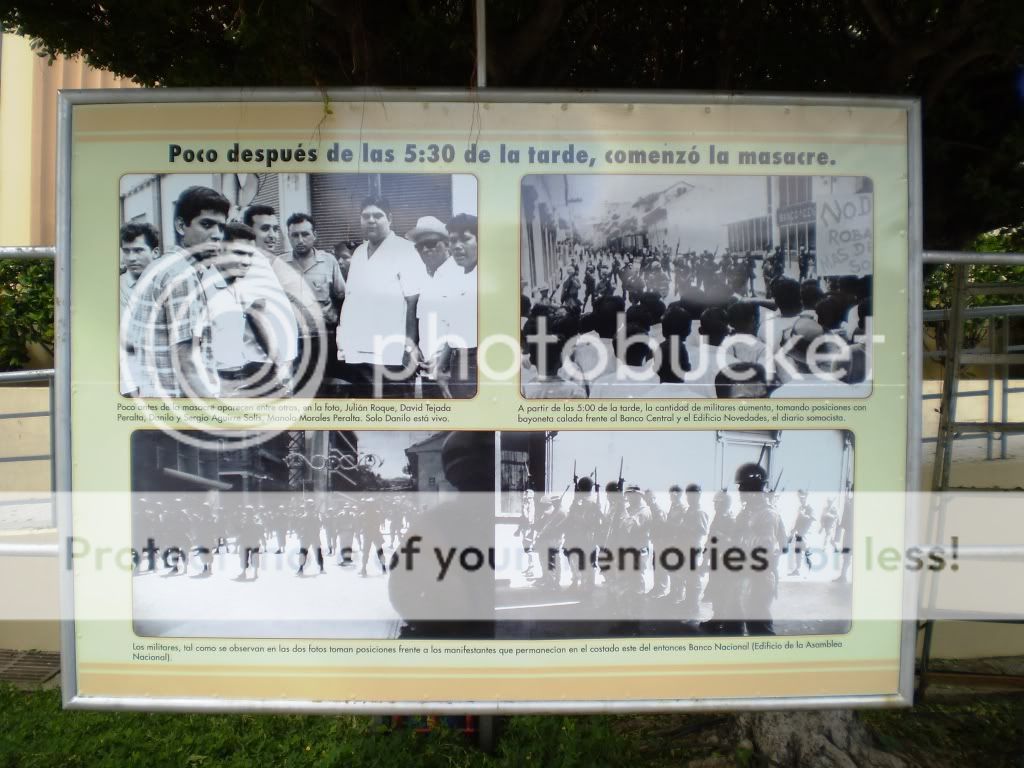 Poco después de las 5:30 de la tarde, comenzó la masacre.
NO D
ROBA
MAS DE
SO
Poco antes de la masacre aparecen entre otros, en la foto, Julián Roque, David Tejada
Peralta, Danilo y Sergio Aguirre Solís, Manolo Morales Peralta. Solo Danilo está vivo.
A partir de las 5:00 de la tarde, la cantidad de militares aumenta, tomando posiciones con
bayoneta calada frente al Banco Central y el Edificio Novedades, el diario somocista.
photobucket
Protect more of your memories for less!
Los militares, tal como se observan en las dos fotos toman posiciones frente a los manifestantes que permanecían en el costado este del entonces Banco Nacional (Edificio de la Asamblea
Nacional).